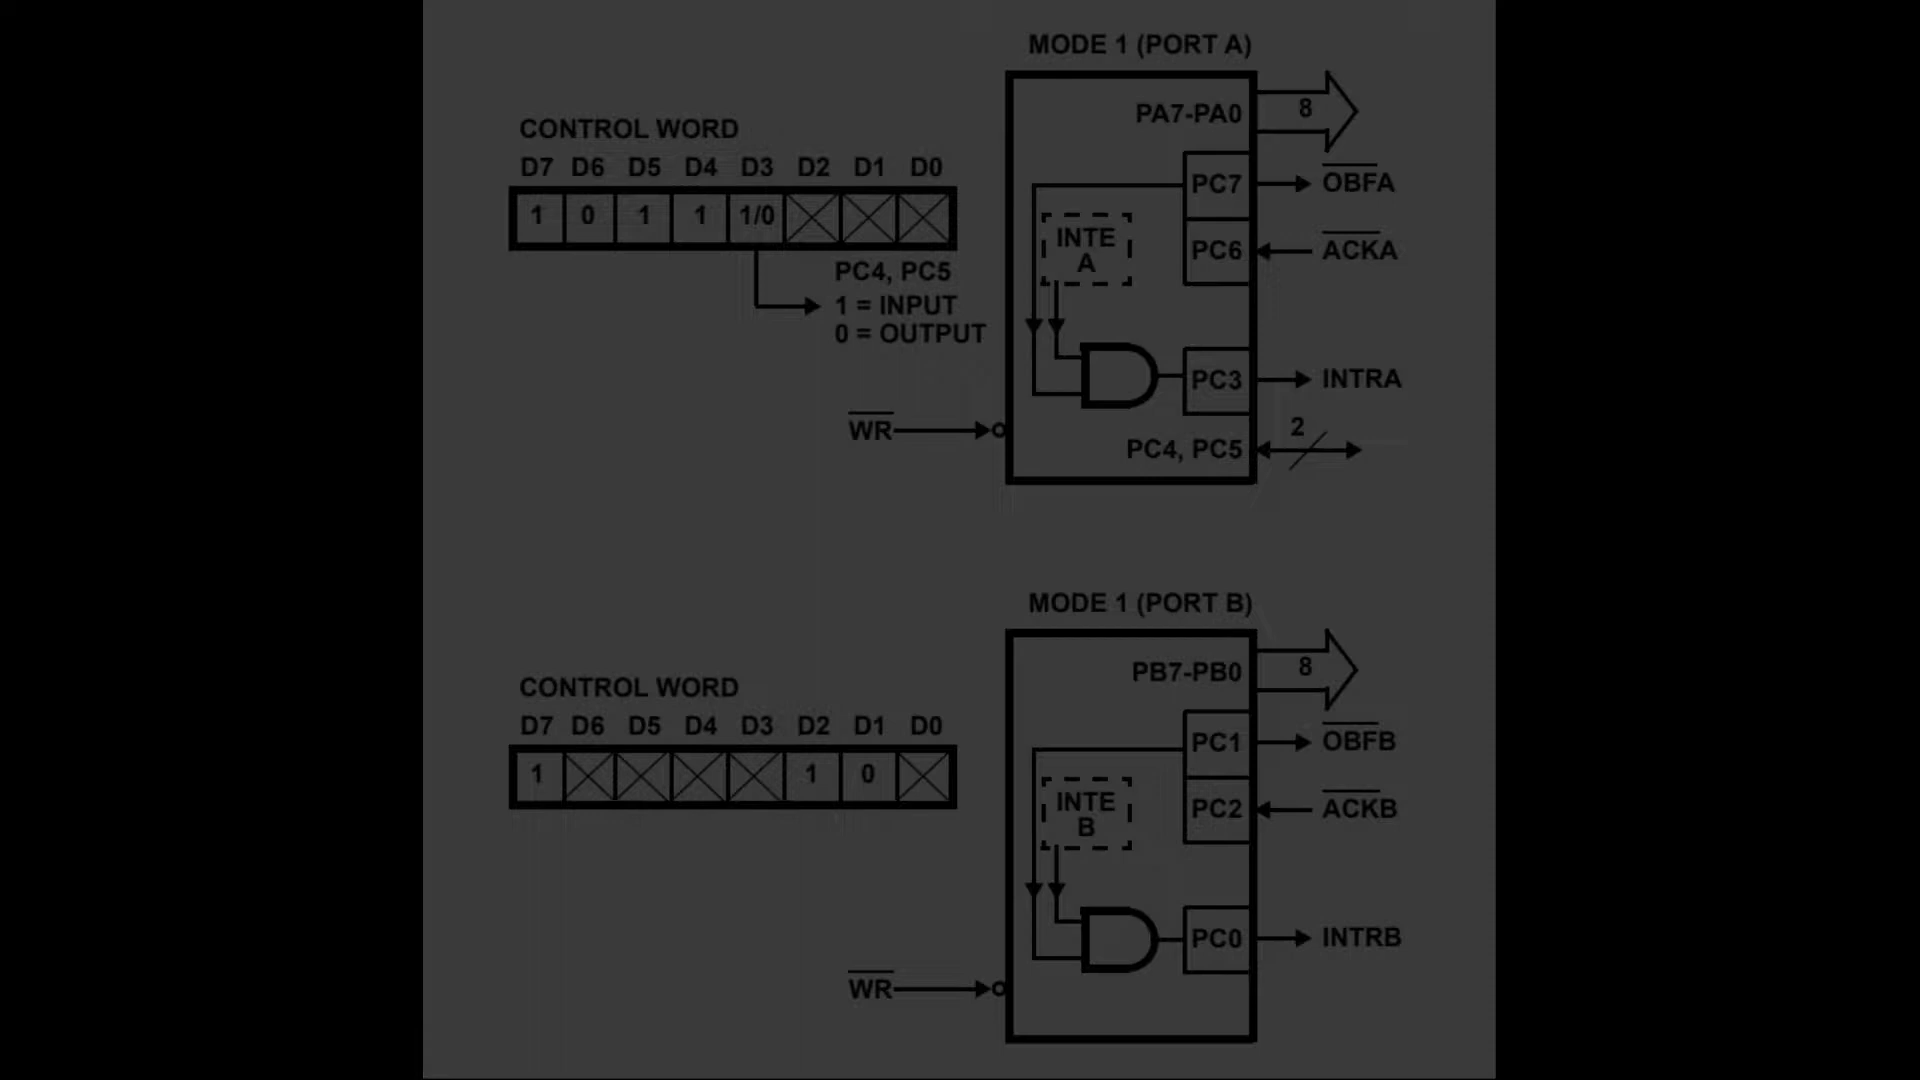 MODE 1 (PORT A)
PA7-PA0
8
CONTROL WORD
D7 D6 D5 D4 D3 D2 D1 D0
1 0 1 1 1/0
PC4, PC5
1 = INPUT
0 = OUTPUT
PC7
OBFA
INTE
A
PC6
ACKA
PC3
INTRA
WR
PC4, PC5
2
MODE 1 (PORT B)
PB7-PB0
8
CONTROL WORD
D7 D6 D5 D4 D3 D2 D1 D0
1 1 0
PC1
OBFB
INTE
B
PC2
ACKB
PC0
INTRB
WR